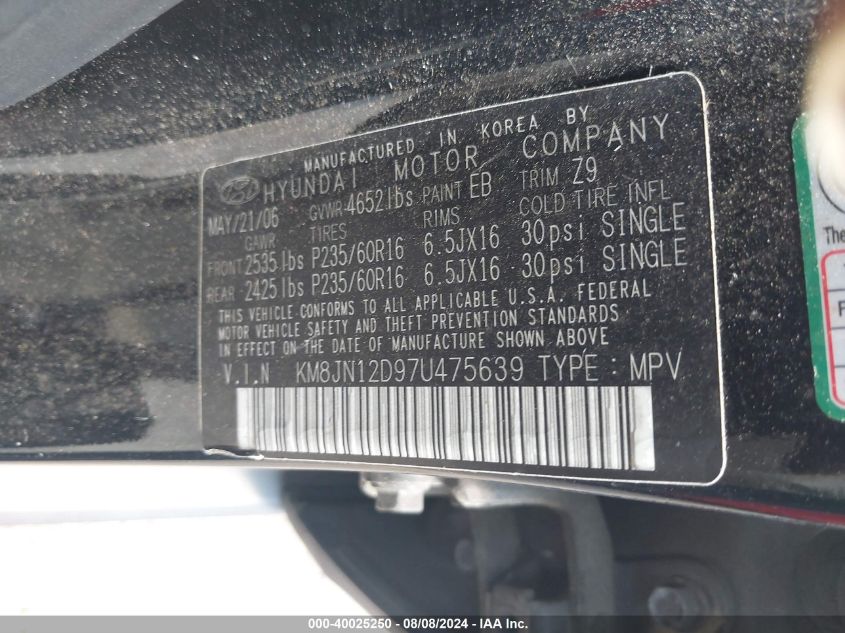 MANUFACTURED IN KOREA BY
HYUNDAI MOTOR COMPANY
MAY/21/06 GVWR 4652 lbs PAINT EB TRIM Z9
GAWR TIRES RIMS COLD TIRE INFL
FRONT 2535 lbs P235/60R16 6.5JX16 30psi SINGLE
REAR 2425 lbs P235/60R16 6.5JX16 30psi SINGLE
THIS VEHICLE CONFORMS TO ALL APPLICABLE U.S.A. FEDERAL
MOTOR VEHICLE SAFETY AND THEFT PREVENTION STANDARDS
IN EFFECT ON THE DATE OF MANUFACTURE SHOWN ABOVE
V.I.N KM8JN12D97U475639 TYPE : MPV
The
000-40025250 - 08/08/2024 - IAA Inc.